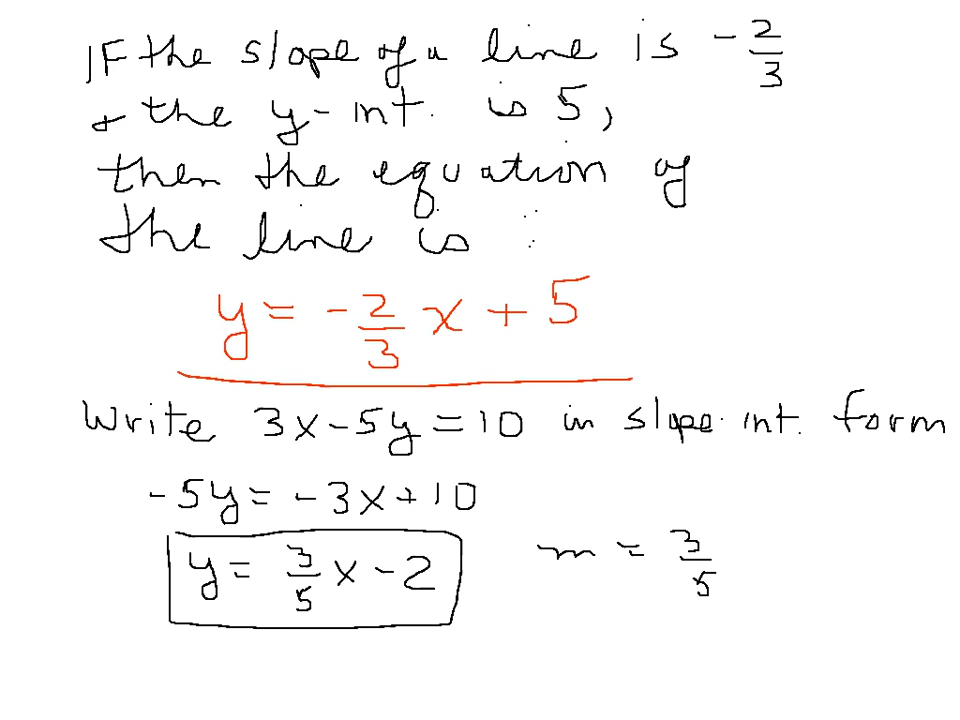 IF the slope of a line is -2/3
+ the y-int. is 5,
then the equation of
the line is :
y = -2/3 x + 5
Write 3x-5y=10 in slope int. form
-5y = -3x+10
y = 3/5 x - 2 m = 3/5